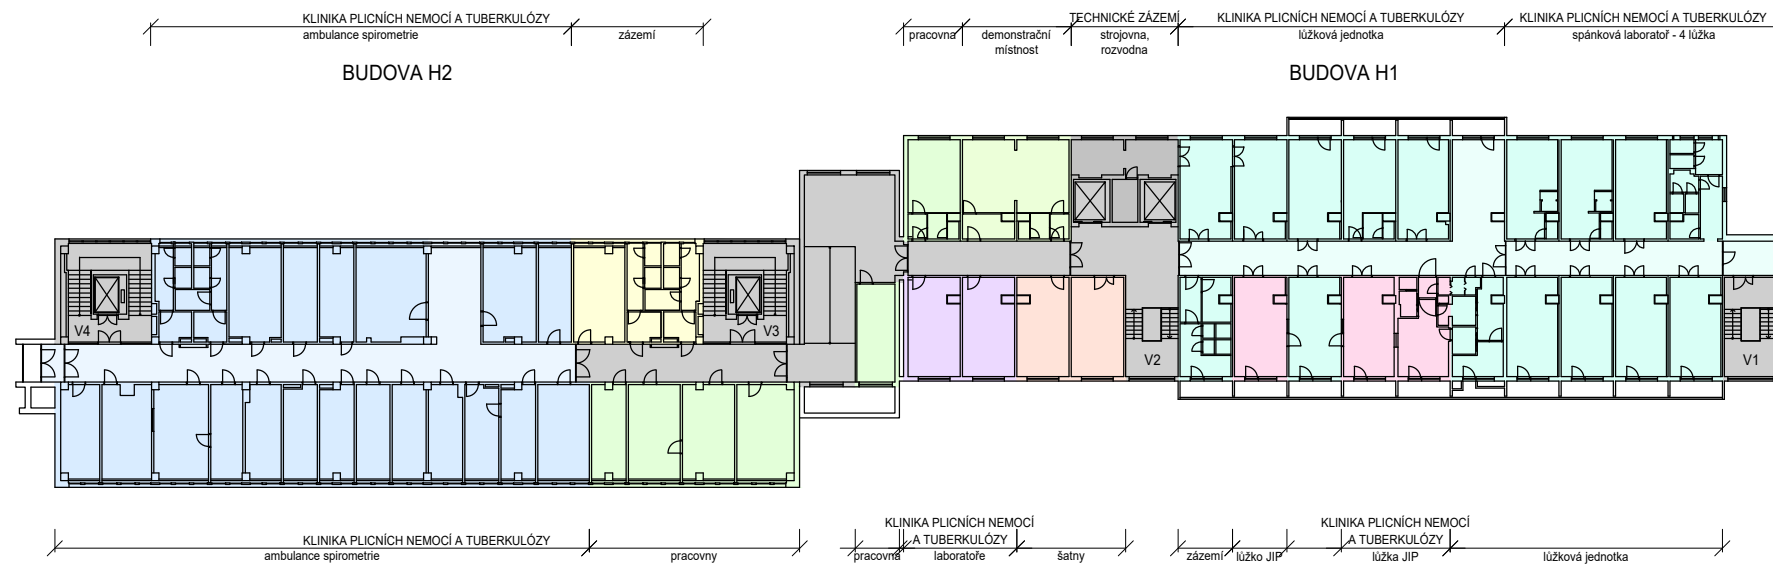 KLINIKA PLICNÍCH NEMOCÍ A TUBERKULÓZY
ambulance spirometrie
zázemí
pracovna
demonstrační
místnost
TECHNICKÉ ZÁZEMÍ
strojovna,
rozvodna
KLINIKA PLICNÍCH NEMOCÍ A TUBERKULÓZY
lůžková jednotka
KLINIKA PLICNÍCH NEMOCÍ A TUBERKULÓZY
spánková laboratoř - 4 lůžka
BUDOVA H2
BUDOVA H1
V4
V3
V2
V1
KLINIKA PLICNÍCH NEMOCÍ A TUBERKULÓZY
ambulance spirometrie
pracovny
pracovna
KLINIKA PLICNÍCH NEMOCÍ
A TUBERKULÓZY
laboratoře
šatny
zázemí
lůžko JIP
KLINIKA PLICNÍCH NEMOCÍ
A TUBERKULÓZY
lůžka JIP
lůžková jednotka